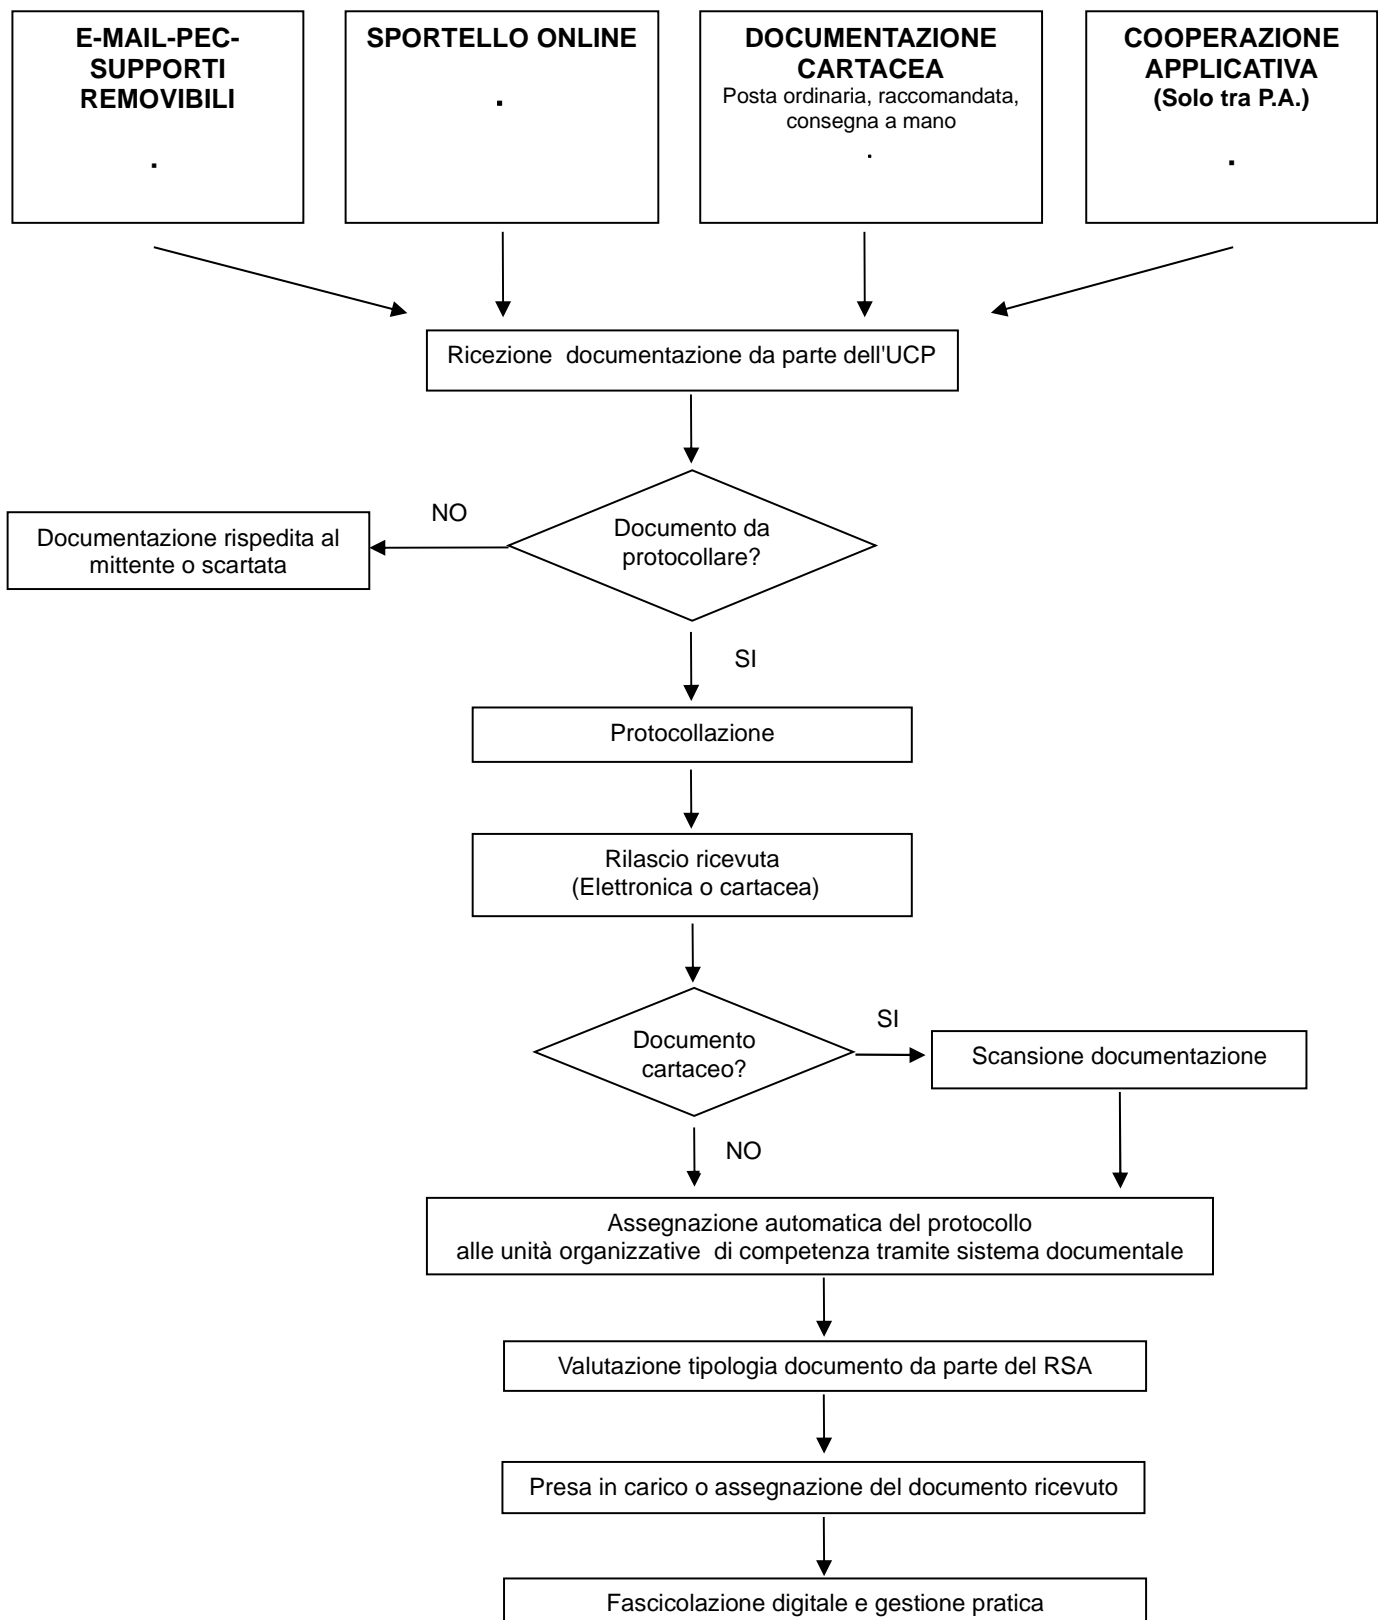 E-MAIL-PEC-
SUPPORTI
REMOVIBILI
.
SPORTELLO ONLINE
.
DOCUMENTAZIONE
CARTACEA
Posta ordinaria, raccomandata,
consegna a mano
.
COOPERAZIONE
APPLICATIVA
(Solo tra P.A.)
.
Ricezione  documentazione da parte dell'UCP
Documento da
protocollare?
NO
Documentazione rispedita al
mittente o scartata
SI
Protocollazione
Rilascio ricevuta
(Elettronica o cartacea)
Documento
cartaceo?
SI
Scansione documentazione
NO
Assegnazione automatica del protocollo
alle unità organizzative  di competenza tramite sistema documentale
Valutazione tipologia documento da parte del RSA
Presa in carico o assegnazione del documento ricevuto
Fascicolazione digitale e gestione pratica